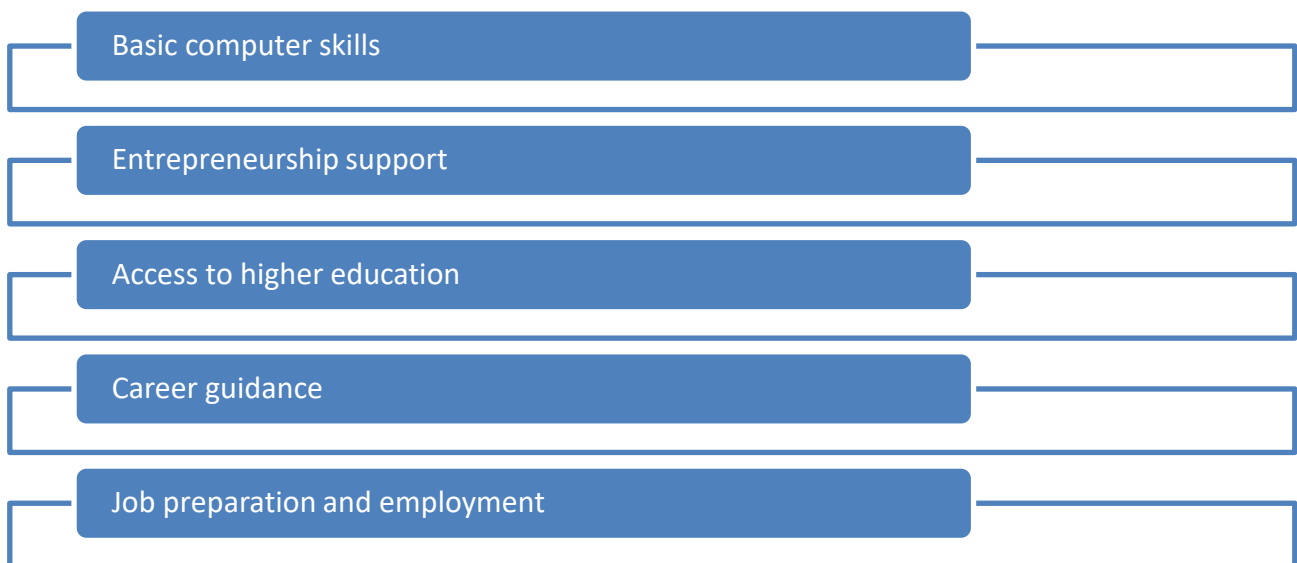 Basic computer skills
Entrepreneurship support
Access to higher education
Career guidance
Job preparation and employment